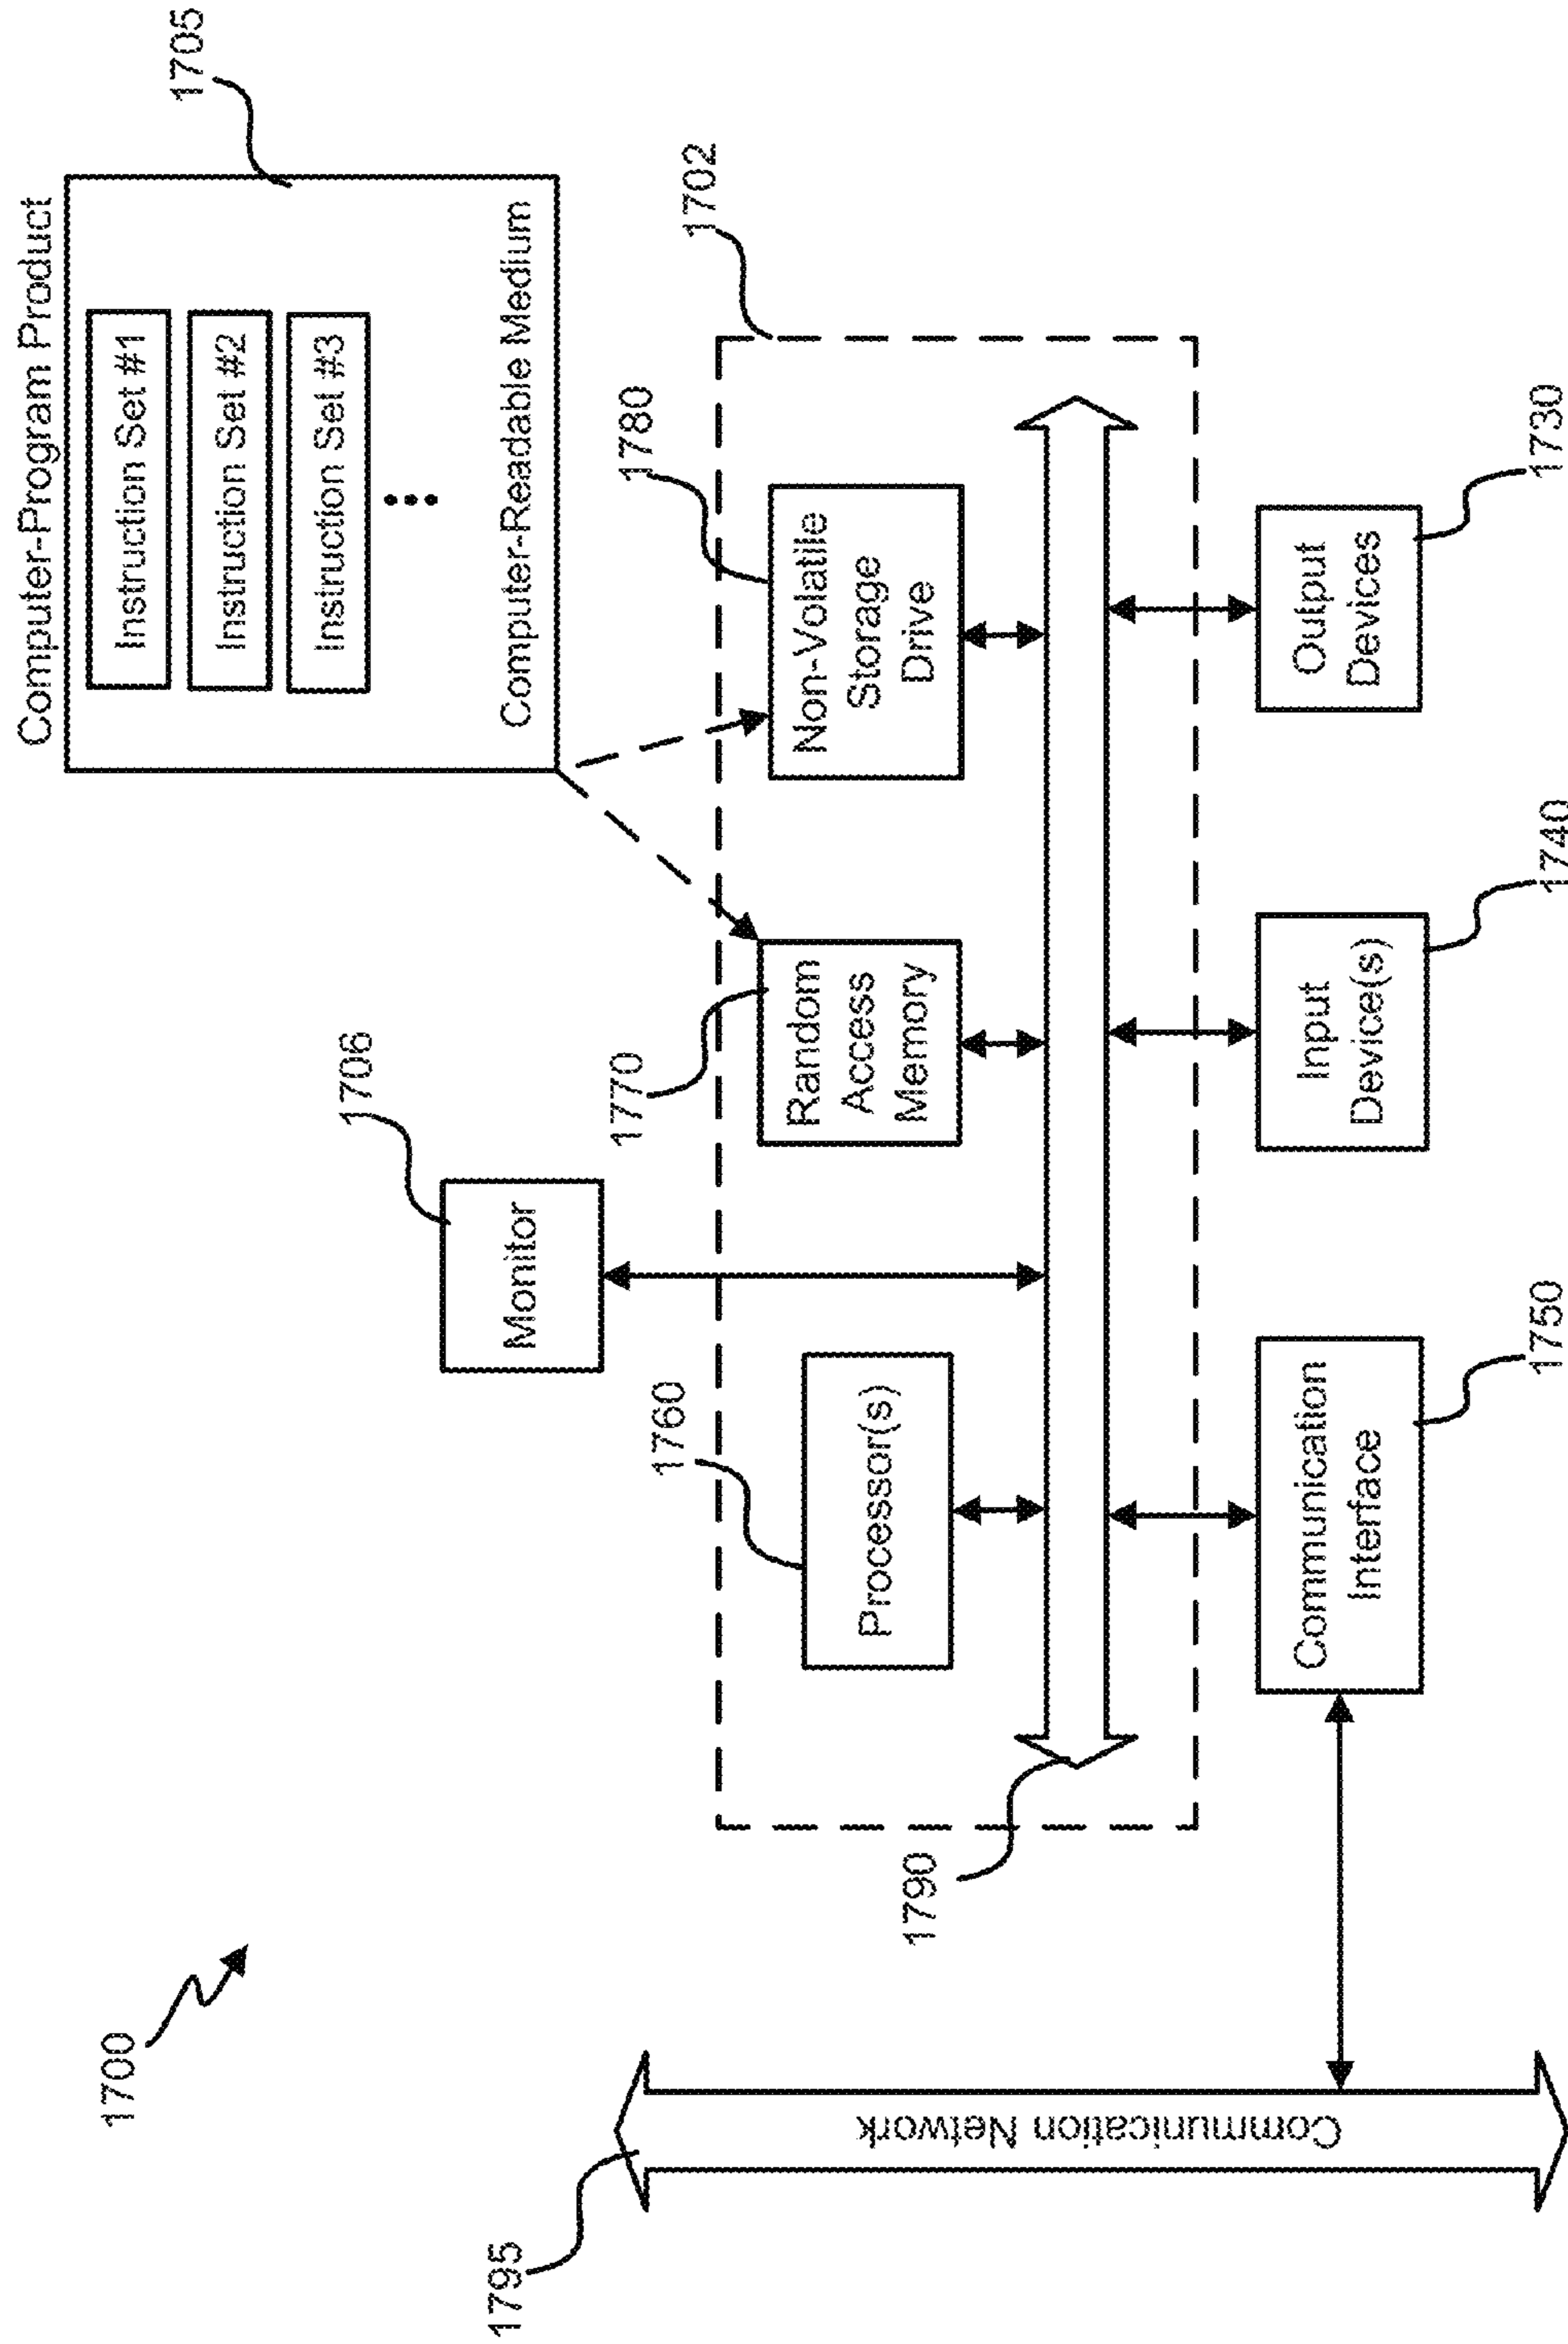 1700
Computer-Program Product
Instruction Set #1
Instruction Set #2
Instruction Set #3
Computer-Readable Medium
1705
1706
Monitor
1702
1760
Processor(s)
1770
Random
Access
Memory
1780
Non-Volatile
Storage
Drive
1790
1795
Communication Network
Communication
Interface
1750
Input
Device(s)
1740
Output
Devices
1730